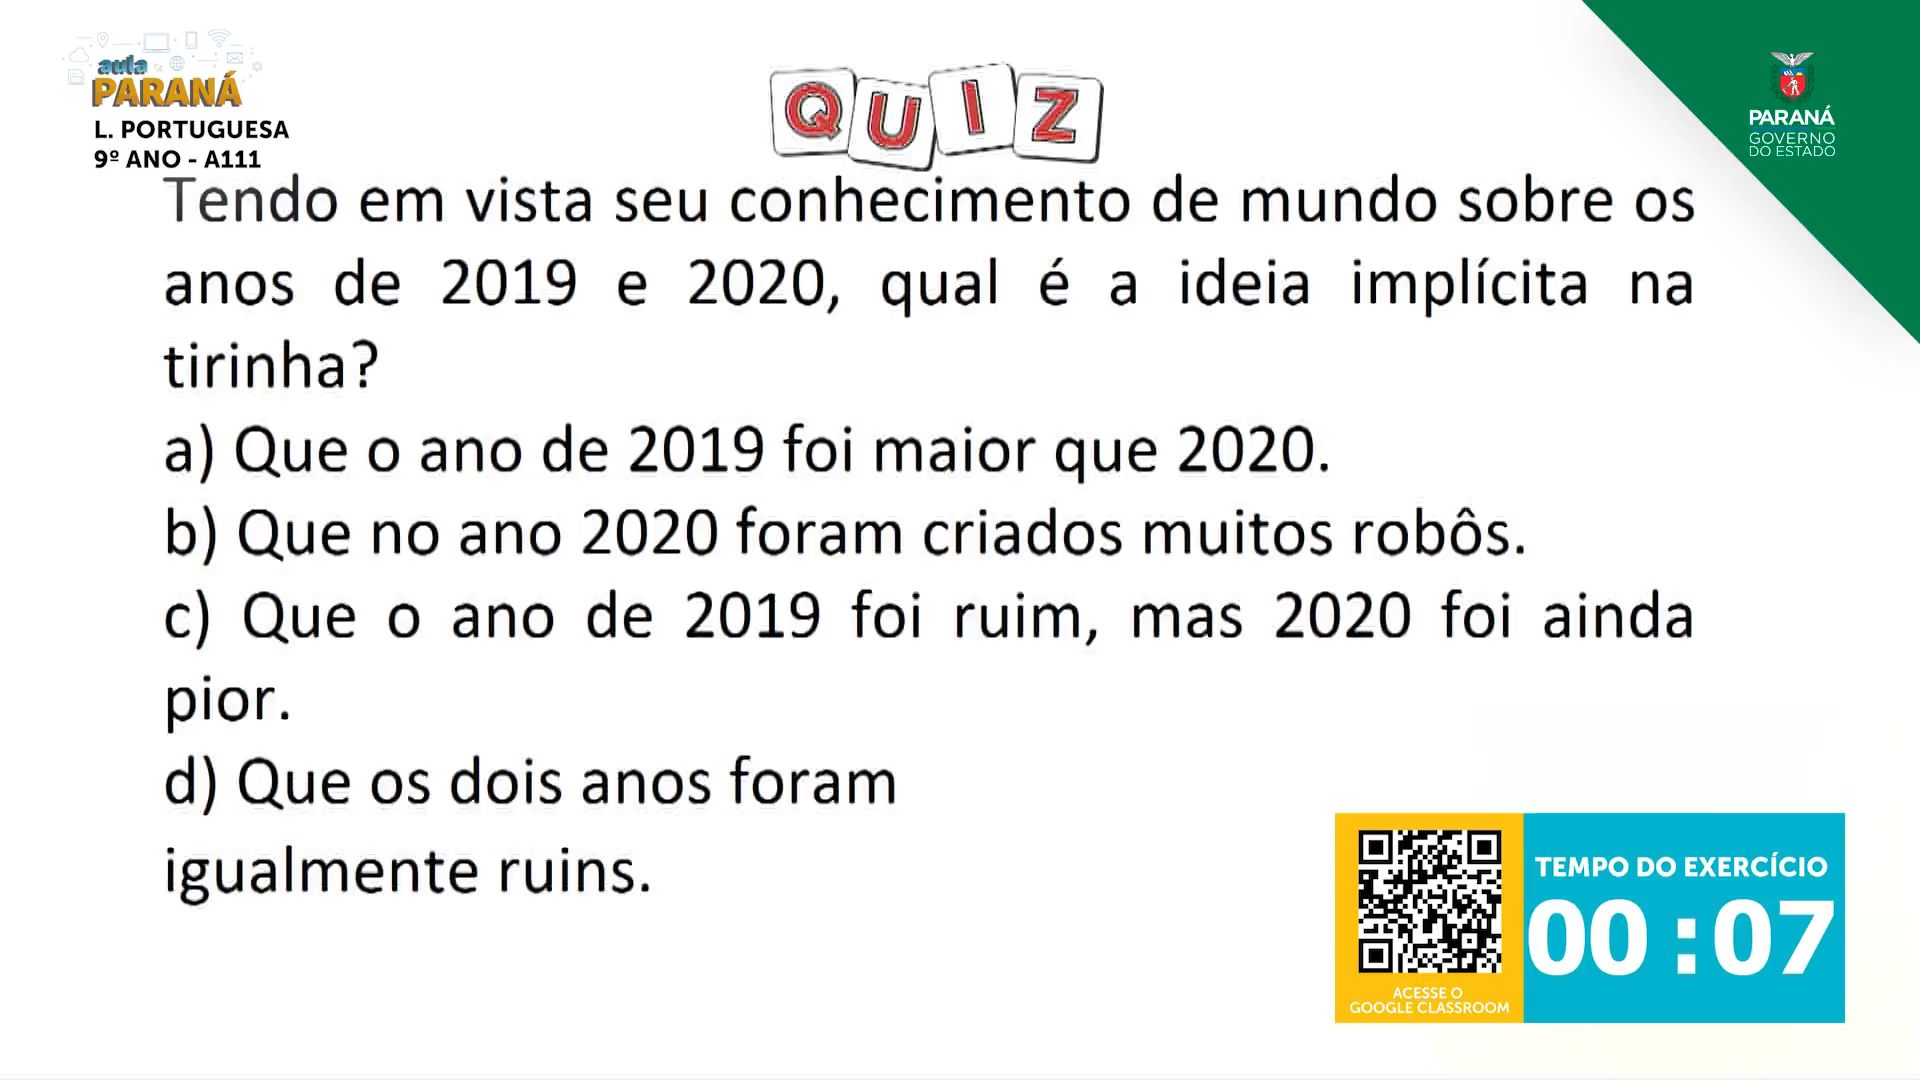 aula
PARANÁ
L. PORTUGUESA
9º ANO - A111
QUIZ
PARANÁ
GOVERNO
DO ESTADO
Tendo em vista seu conhecimento de mundo sobre os
anos de 2019 e 2020, qual é a ideia implícita na
tirinha?
a) Que o ano de 2019 foi maior que 2020.
b) Que no ano 2020 foram criados muitos robôs.
c) Que o ano de 2019 foi ruim, mas 2020 foi ainda
pior.
d) Que os dois anos foram
igualmente ruins.
TEMPO DO EXERCÍCIO
00:07
ACESSE O
GOOGLE CLASSROOM